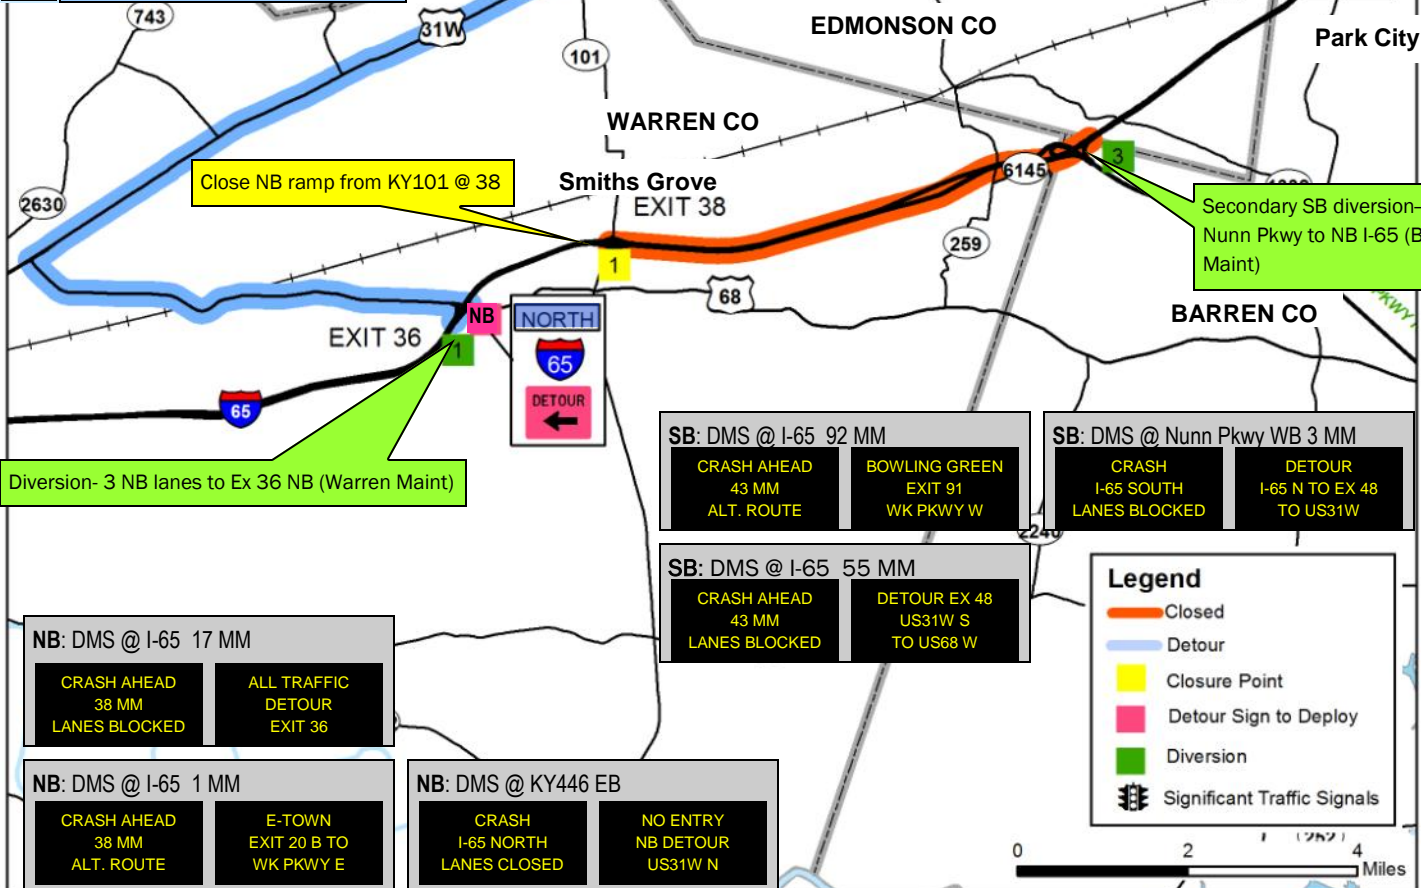 743
31W
101
EDMONSON CO
Park City
WARREN CO
Close NB ramp from KY101 @ 38
Smiths Grove
EXIT 38
2630
6145
3
Secondary SB diversion–
Nunn Pkwy to NB I-65 (B
Maint)
259
1
68
BARREN CO
PKWY
NB
EXIT 36
1
NORTH
65
DETOUR
65
Diversion- 3 NB lanes to Ex 36 NB (Warren Maint)
SB: DMS @ I-65 92 MM
CRASH AHEAD
43 MM
ALT. ROUTE
BOWLING GREEN
EXIT 91
WK PKWY W
SB: DMS @ Nunn Pkwy WB 3 MM
CRASH
I-65 SOUTH
LANES BLOCKED
DETOUR
I-65 N TO EX 48
TO US31W
2240
SB: DMS @ I-65 55 MM
CRASH AHEAD
43 MM
LANES BLOCKED
DETOUR EX 48
US31W S
TO US68 W
Legend
Closed
Detour
Closure Point
Detour Sign to Deploy
Diversion
Significant Traffic Signals
NB: DMS @ I-65 17 MM
CRASH AHEAD
38 MM
LANES BLOCKED
ALL TRAFFIC
DETOUR
EXIT 36
NB: DMS @ I-65 1 MM
CRASH AHEAD
38 MM
ALT. ROUTE
E-TOWN
EXIT 20 B TO
WK PKWY E
NB: DMS @ KY446 EB
CRASH
I-65 NORTH
LANES CLOSED
NO ENTRY
NB DETOUR
US31W N
0 2 4
Miles